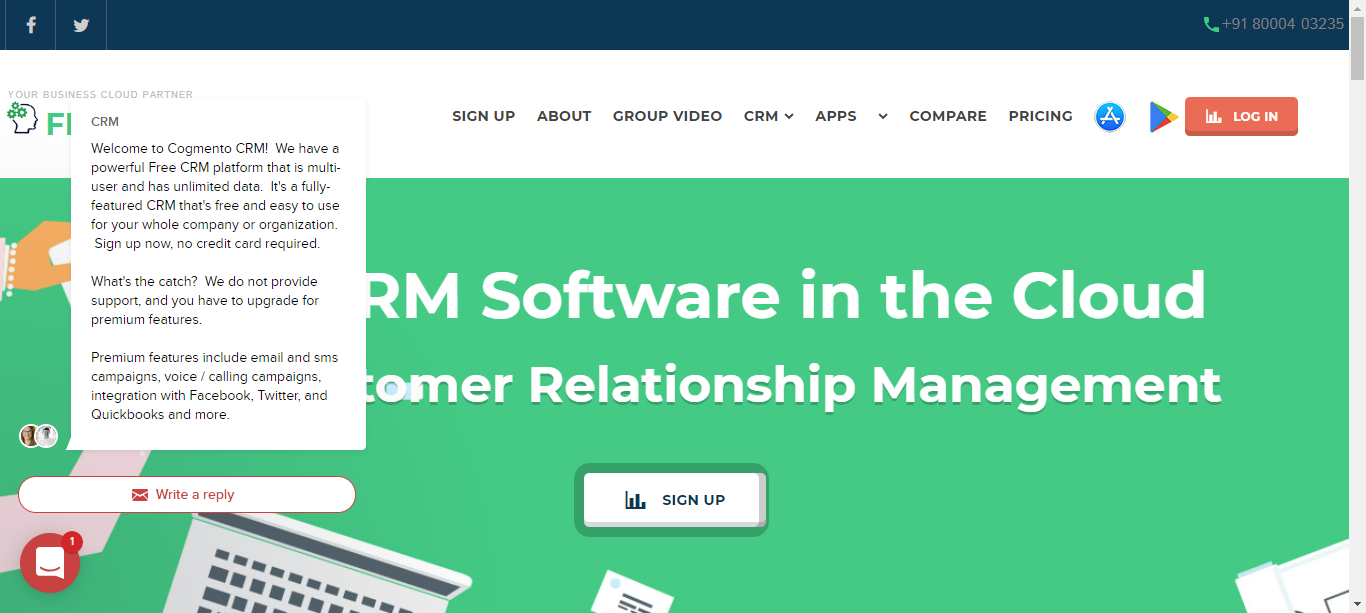 +91 80004 03235
YOUR BUSINESS CLOUD PARTNER
SIGN UP ABOUT GROUP VIDEO CRM APPS COMPARE PRICING LOG IN
CRM
Welcome to Cogmento CRM! We have a
powerful Free CRM platform that is multi-
user and has unlimited data. It's a fully-
featured CRM that's free and easy to use
for your whole company or organization.
Sign up now, no credit card required.
What's the catch? We do not provide
support, and you have to upgrade for
premium features.
Premium features include email and sms
campaigns, voice / calling campaigns,
integration with Facebook, Twitter, and
Quickbooks and more.
RM Software in the Cloud
tomer Relationship Management
SIGN UP
Write a reply
1